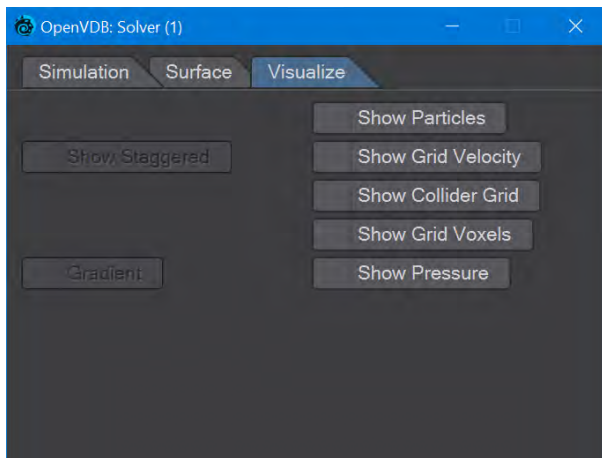 OpenVDB: Solver (1)
Simulation Surface Visualize
Show Particles
Show Staggered Show Grid Velocity
Show Collider Grid
Show Grid Voxels
Gradient Show Pressure